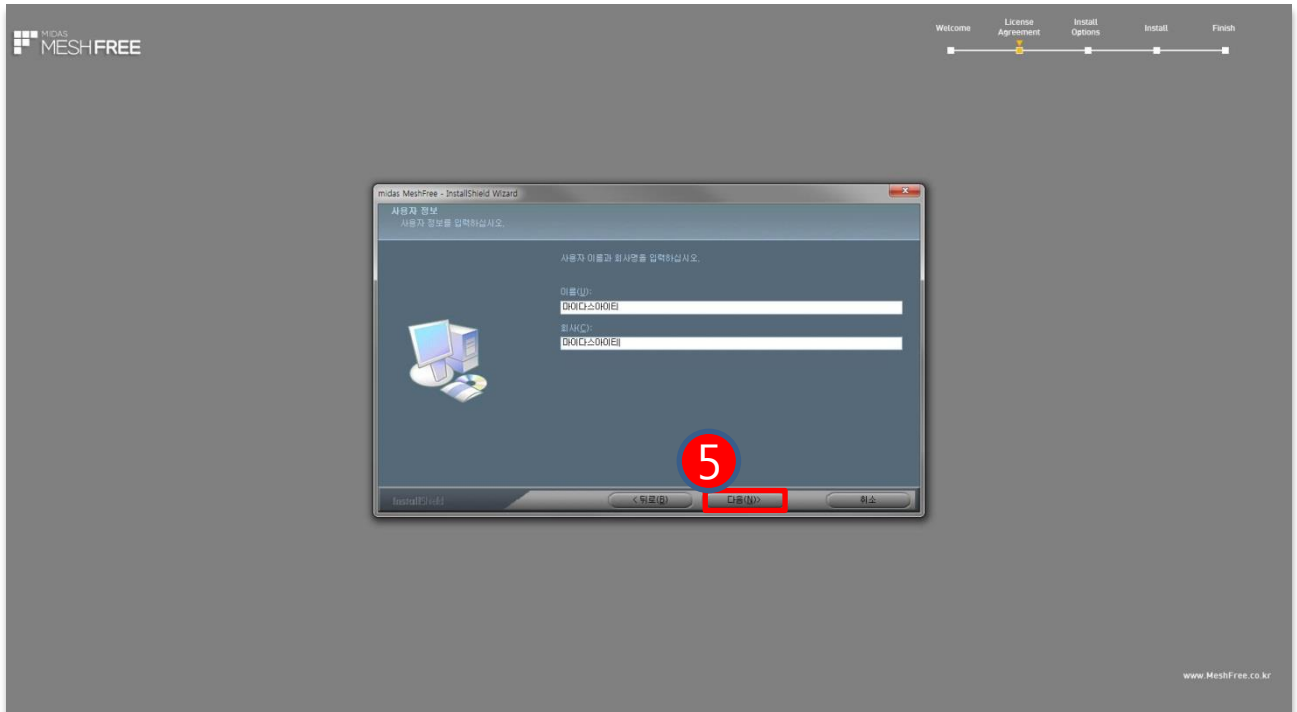 MIDAS
MESHFREE
Welcome
License
Agreement
Install
Options
Install
Finish
midas MeshFree - InstallShield Wizard
사용자 정보
사용자 정보를 입력하십시오.
사용자 이름과 회사명을 입력하십시오.
이름(U):
마이다스아이티
회사(C):
마이다스아이티
5
InstallShield
< 뒤로(B)
다음(N)>
취소
www.MeshFree.co.kr